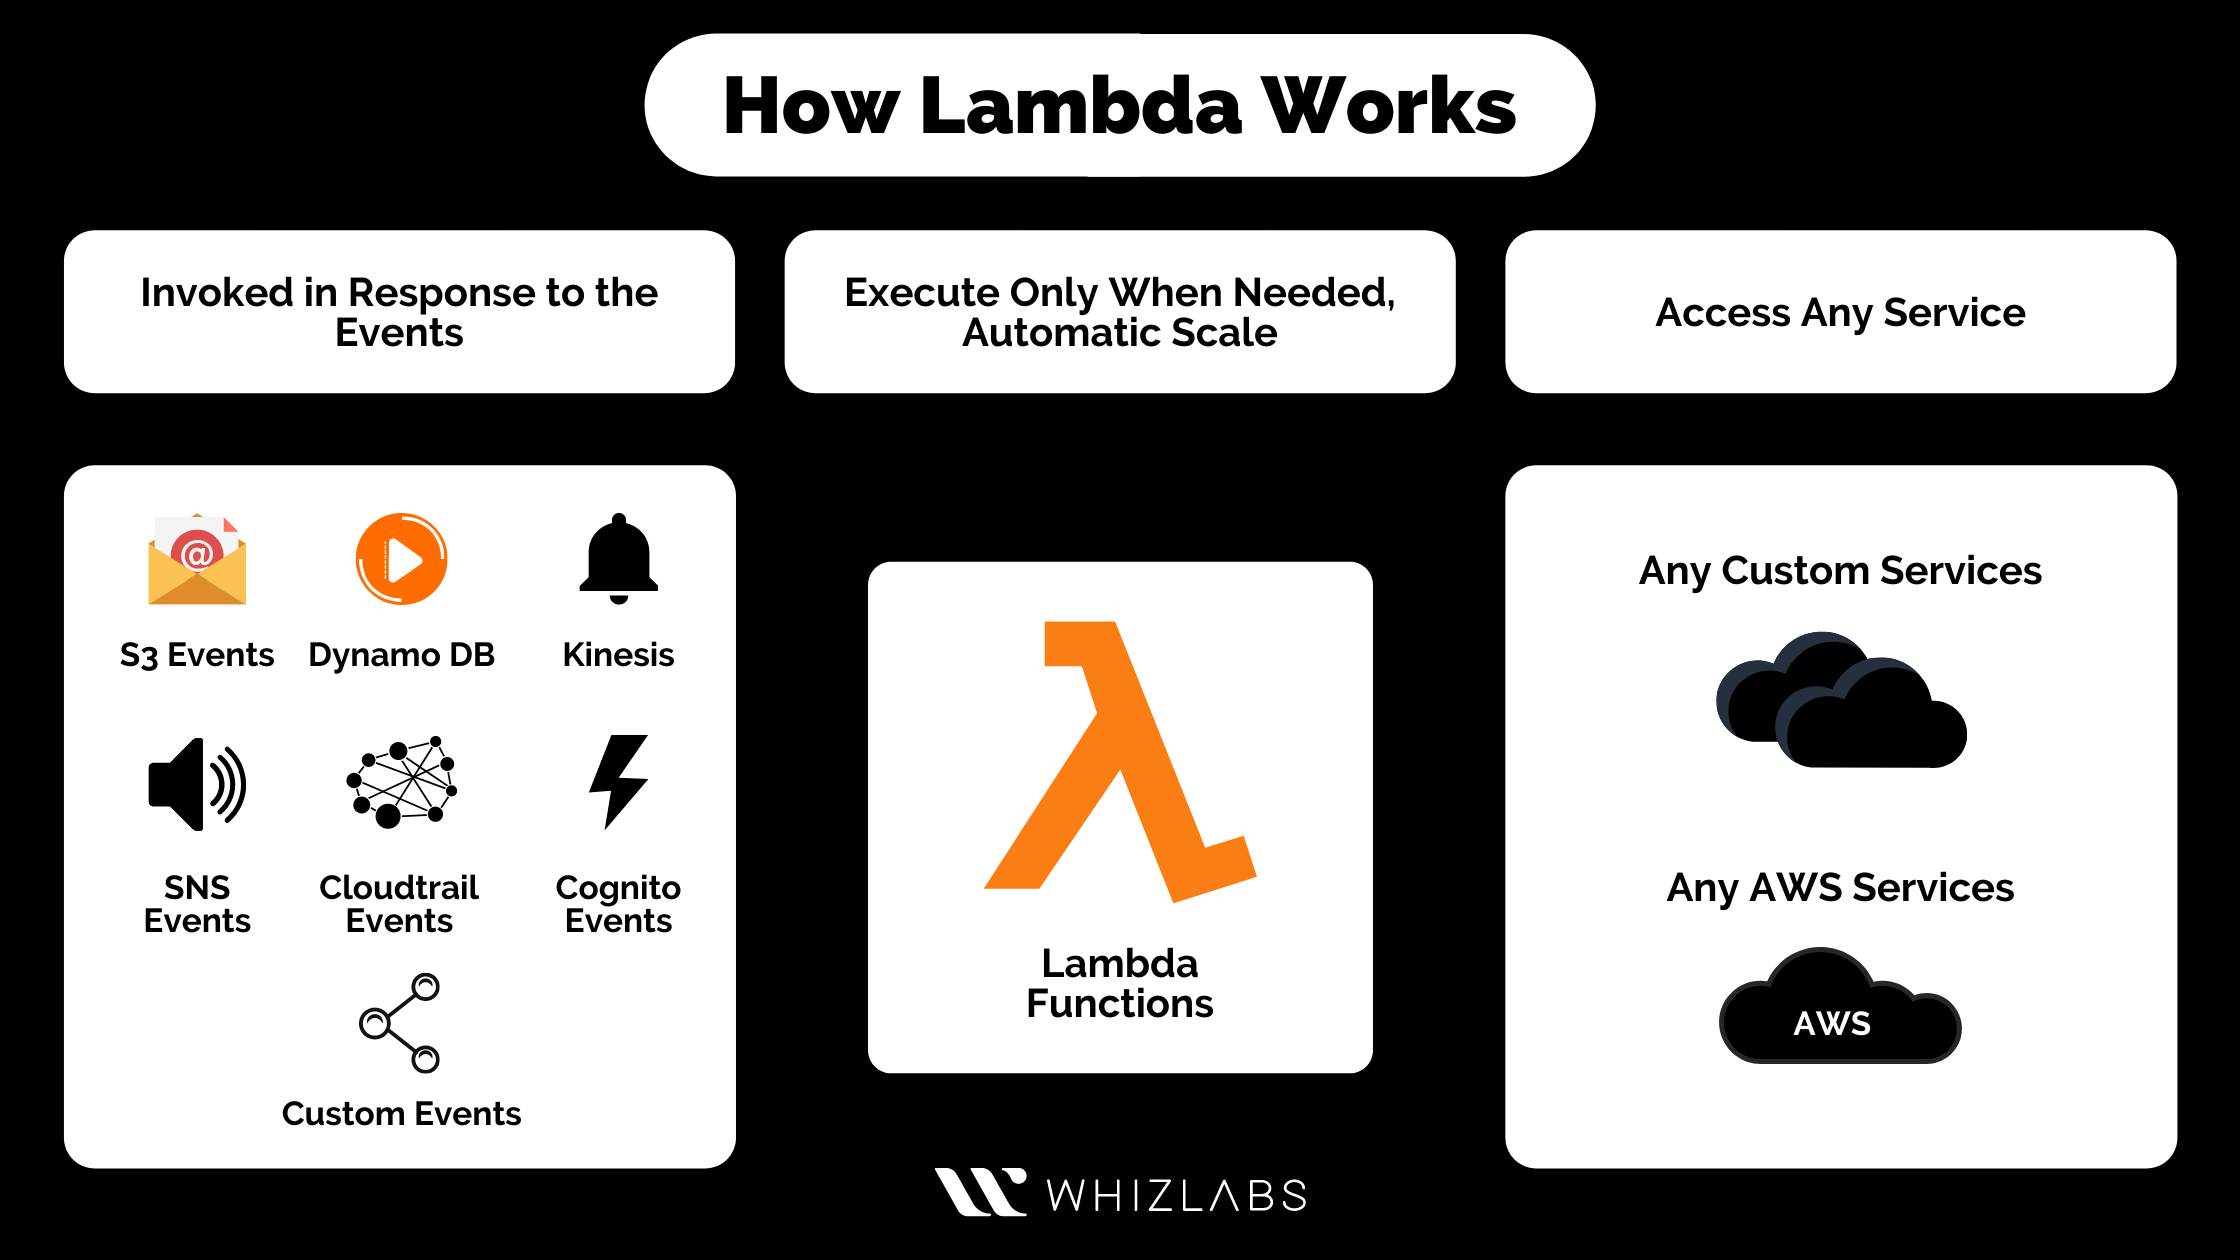 How Lambda Works
Invoked in Response to the
Events
Execute Only When Needed,
Automatic Scale
Access Any Service
@
S3 Events
Dynamo DB
Kinesis
SNS
Events
Cloudtrail
Events
Cognito
Events
Custom Events
Lambda
Functions
Any Custom Services
Any AWS Services
AWS
WHIZLABS